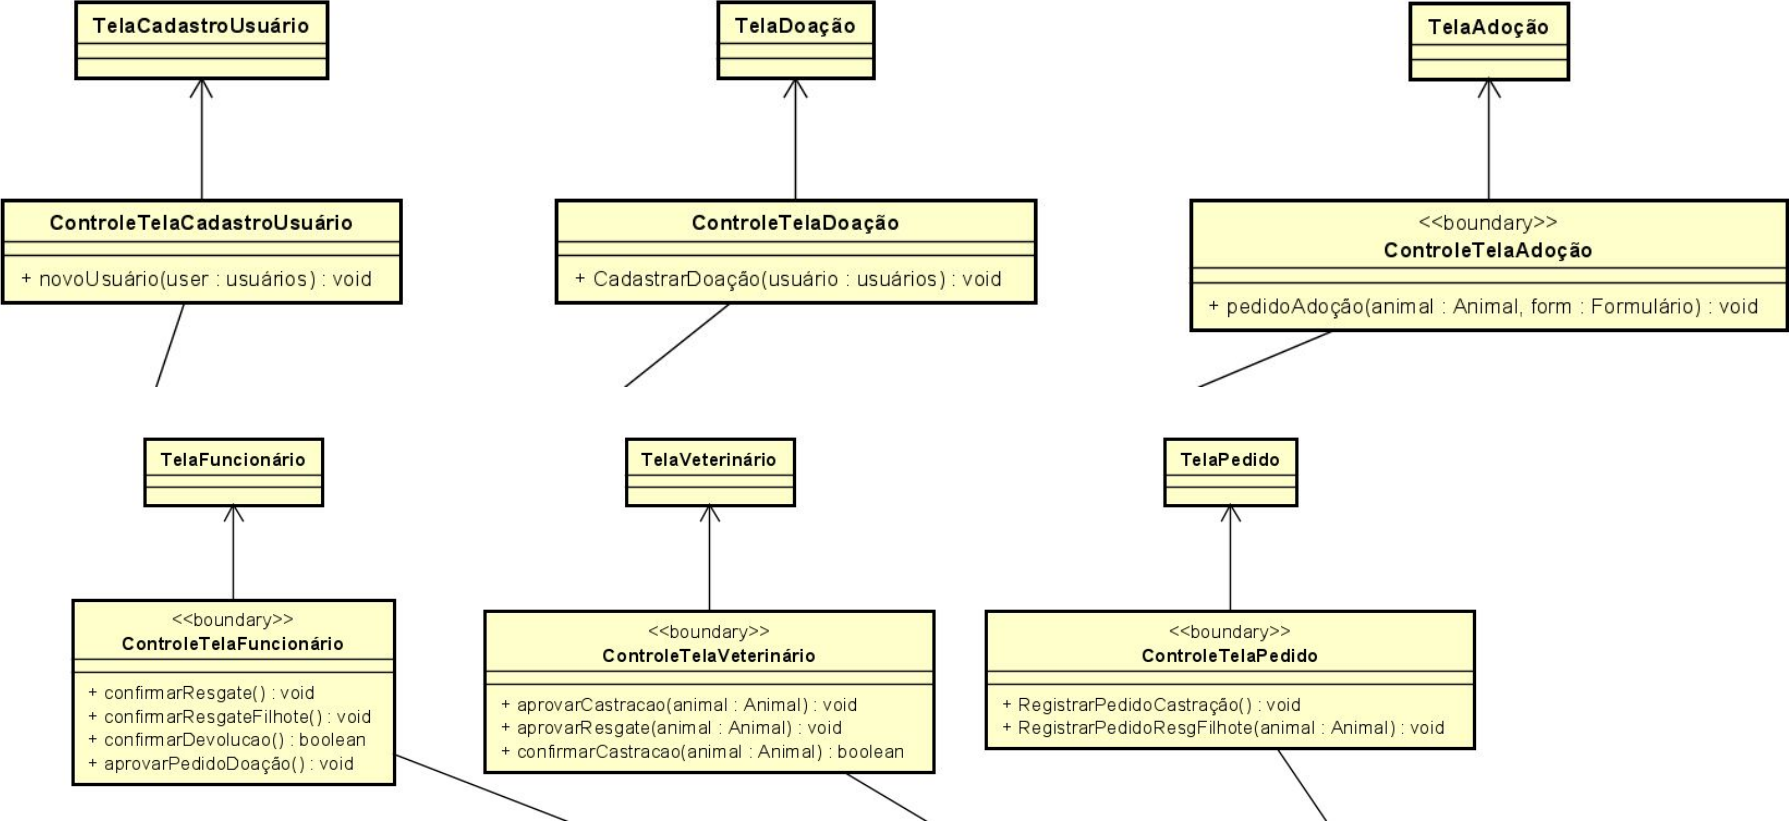 TelaCadastroUsuário
TelaDoação
TelaAdoção
ControleTelaCadastroUsuário
+ novoUsuário(user : usuários) : void
ControleTelaDoação
+ CadastrarDoação(usuário : usuários) : void
<<boundary>>
ControleTelaAdoção
+ pedidoAdoção(animal : Animal, form : Formulário) : void
TelaFuncionário
TelaVeterinário
TelaPedido
<<boundary>>
ControleTelaFuncionário
+ confirmarResgate() : void
+ confirmarResgateFilhote() : void
+ confirmarDevolucao() : boolean
+ aprovarPedidoDoação() : void
<<boundary>>
ControleTelaVeterinário
+ aprovarCastracao(animal : Animal) : void
+ aprovarResgate(animal : Animal) : void
+ confirmarCastracao(animal : Animal) : boolean
<<boundary>>
ControleTelaPedido
+ RegistrarPedidoCastração() : void
+ RegistrarPedidoResgFilhote(animal : Animal) : void